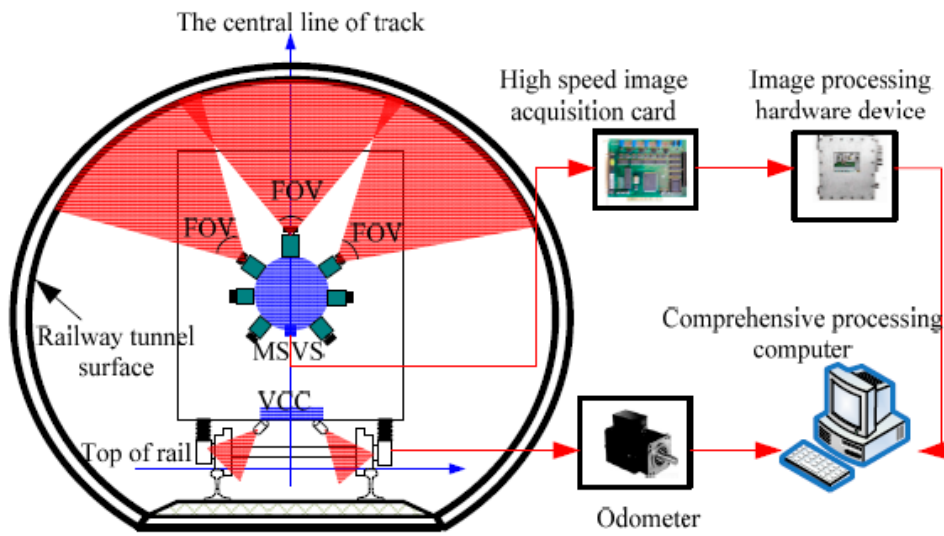 The central line of track
High speed image
acquisition card
Image processing
hardware device
FOV
FOV
FOV
Railway tunnel
surface
MSVS
Comprehensive processing
computer
VCC
Top of rail
Odometer